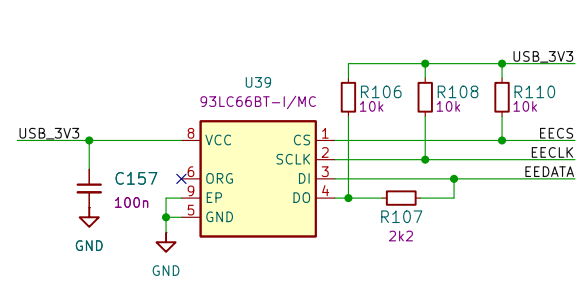 USB_3V3
U39
93LC66BT-I/MC
R106
10k
R108
10k
R110
10k
USB_3V3
8
VCC
CS
1
EECS
SCLK
2
EECLK
6
ORG
DI
3
EEDATA
9
EP
DO
4
5
GND
C157
100n
GND
R107
2k2
GND